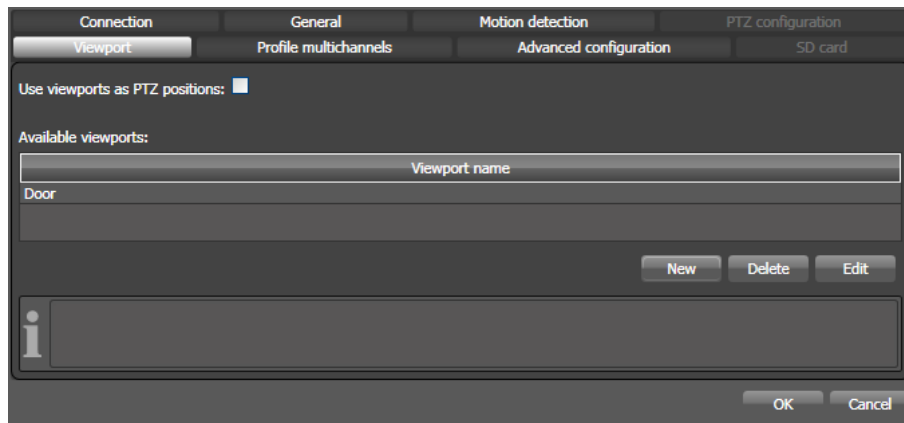 Connection General Motion detection PTZ configuration
Viewport Profile multichannels Advanced configuration SD card
Use viewports as PTZ positions:
Available viewports:
Viewport name
Door
New Delete Edit
OK Cancel